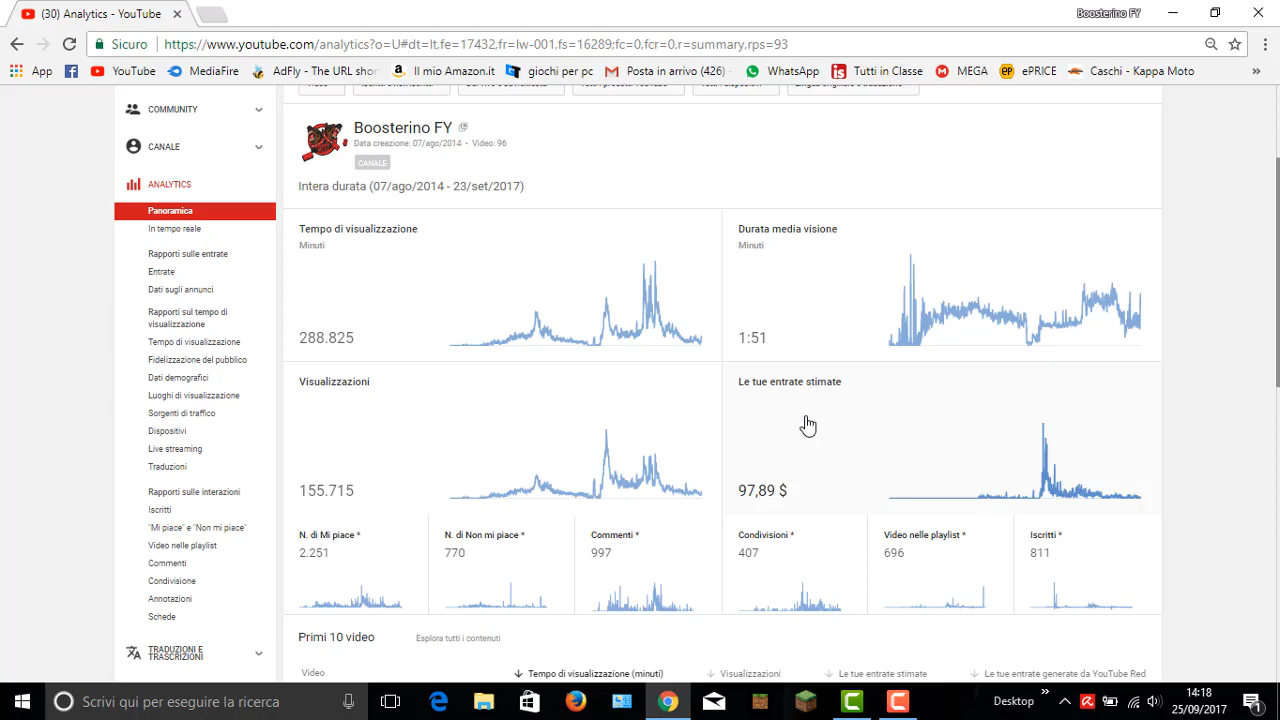 (30) Analytics - YouTube
Boosterino FY
Sicuro
https://www.youtube.com/analytics?o=U#dt=lt,fe=17432,fr=lw-001,fs=16289;fc=0,fcr=0,r=summary,rps=93
App
YouTube
MediaFire
AdFly - The URL shor
Il mio Amazon.it
giochi per pc
Posta in arrivo (426) -
WhatsApp
Tutti in Classe
MEGA
ePRICE
Caschi - Kappa Moto
»
COMMUNITY
CANALE
ANALYTICS
Panoramica
In tempo reale
Rapporti sulle entrate
Entrate
Dati sugli annunci
Rapporti sul tempo di
visualizzazione
Tempo di visualizzazione
Fidelizzazione del pubblico
Dati demografici
Luoghi di visualizzazione
Sorgenti di traffico
Dispositivi
Live streaming
Traduzioni
Rapporti sulle interazioni
Iscritti
"Mi piace" e "Non mi piace"
Video nelle playlist
Commenti
Condivisione
Annotazioni
Schede
TRADUZIONI E
TRASCRIZIONI
Boosterino FY
Data creazione: 07/ago/2014 • Video: 96
CANALE
Intera durata (07/ago/2014 - 23/set/2017)
Tempo di visualizzazione
Minuti
288.825
Durata media visione
Minuti
1:51
Visualizzazioni
155.715
Le tue entrate stimate
97,89 $
N. di Mi piace *
2.251
N. di Non mi piace *
770
Commenti *
997
Condivisioni *
407
Video nelle playlist *
696
Iscritti *
811
Primi 10 video
Esplora tutti i contenuti
Video
Tempo di visualizzazione (minuti)
Visualizzazioni
Le tue entrate stimate
Le tue entrate generate da YouTube Red
Scrivi qui per eseguire la ricerca
Desktop
»
14:18
25/09/2017
1